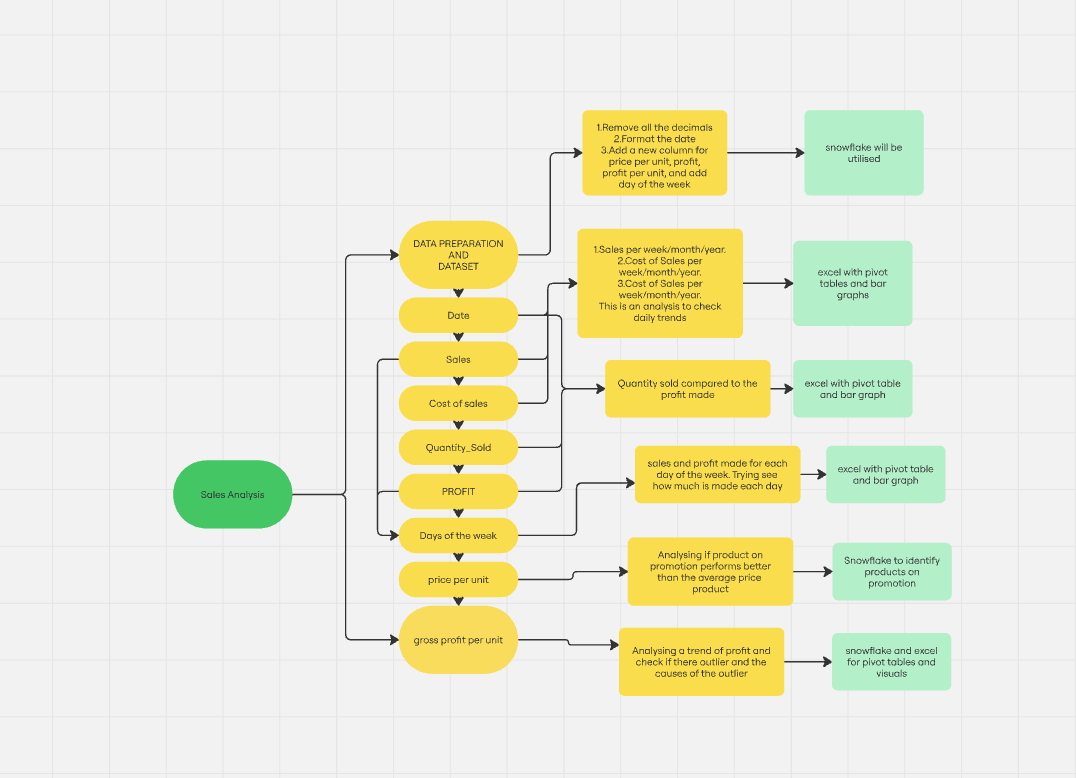 1.Remove all the decimals
2.Format the date
3.Add a new column for
price per unit, profit,
profit per unit, and add
day of the week
snowflake will be
utilised
DATA PREPARATION
AND
DATASET
1.Sales per week/month/year.
2.Cost of Sales per
week/month/year.
3.Cost of Sales per
week/month/year.
This is an analysis to check
daily trends
excel with pivot
tables and bar
graphs
Date
Sales
Cost of sales
Quantity sold compared to the
profit made
excel with pivot table
and bar graph
Quantity_Sold
PROFIT
Days of the week
sales and profit made for each
day of the week. Trying see
how much is made each day
excel with pivot table
and bar graph
Sales Analysis
price per unit
Analysing if product on
promotion performs better
than the average price
product
Snowflake to identify
products on
promotion
gross profit per unit
Analysing a trend of profit and
check if there outlier and the
causes of the outlier
snowflake and excel
for pivot tables and
visuals